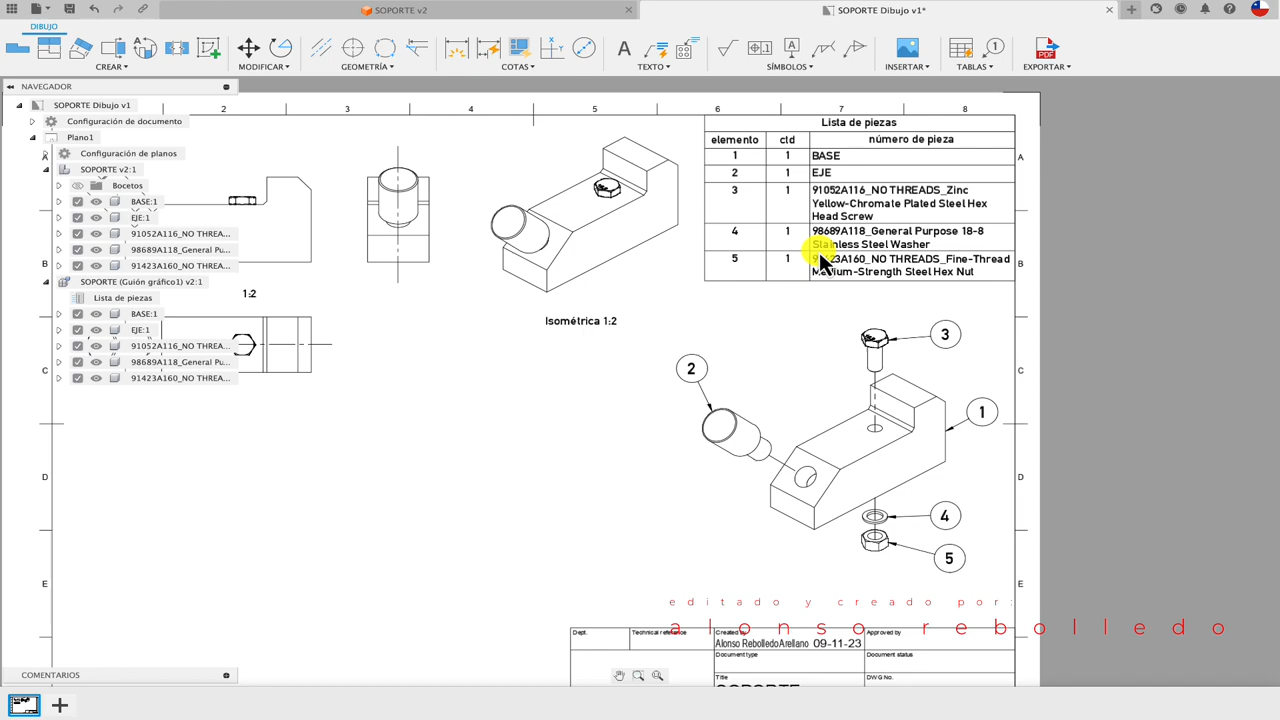 SOPORTE v2
SOPORTE Dibujo v1*
DIBUJO
CREAR
MODIFICAR
GEOMETRÍA
COTAS
TEXTO
SÍMBOLOS
INSERTAR
TABLAS
EXPORTAR
PDF
NAVEGADOR
SOPORTE Dibujo v1
Configuración de documento
Plano1
Configuración de planos
SOPORTE v2:1
Bocetos
BASE:1
EJE:1
91052A116_NO THREA...
98689A118_General Pu...
91423A160_NO THREA...
SOPORTE (Guión gráfico1) v2:1
Lista de piezas
BASE:1
EJE:1
91052A116_NO THREA...
98689A118_General Pu...
91423A160_NO THREA...
2 3 4 5 6 7 8
A
B
C
D
E
A
B
C
D
E
Lista de piezas
elemento ctd número de pieza
1 1 BASE
2 1 EJE
3 1 91052A116_NO THREADS_Zinc
Yellow-Chromate Plated Steel Hex
Head Screw
4 1 98689A118_General Purpose 18-8
Stainless Steel Washer
5 1 NO THREADS_Fine-Thread
Medium-Strength Steel Hex Nut
1:2
Isométrica 1:2
3
2
1
4
5
editado y creado por:
alonso rebolledo
Dept.
Technical reference
Created by
Approved by
Alonso RebolledoArellano 09-11-23
Document type
Document status
Title
DWG No.
SOPORTE
COMENTARIOS